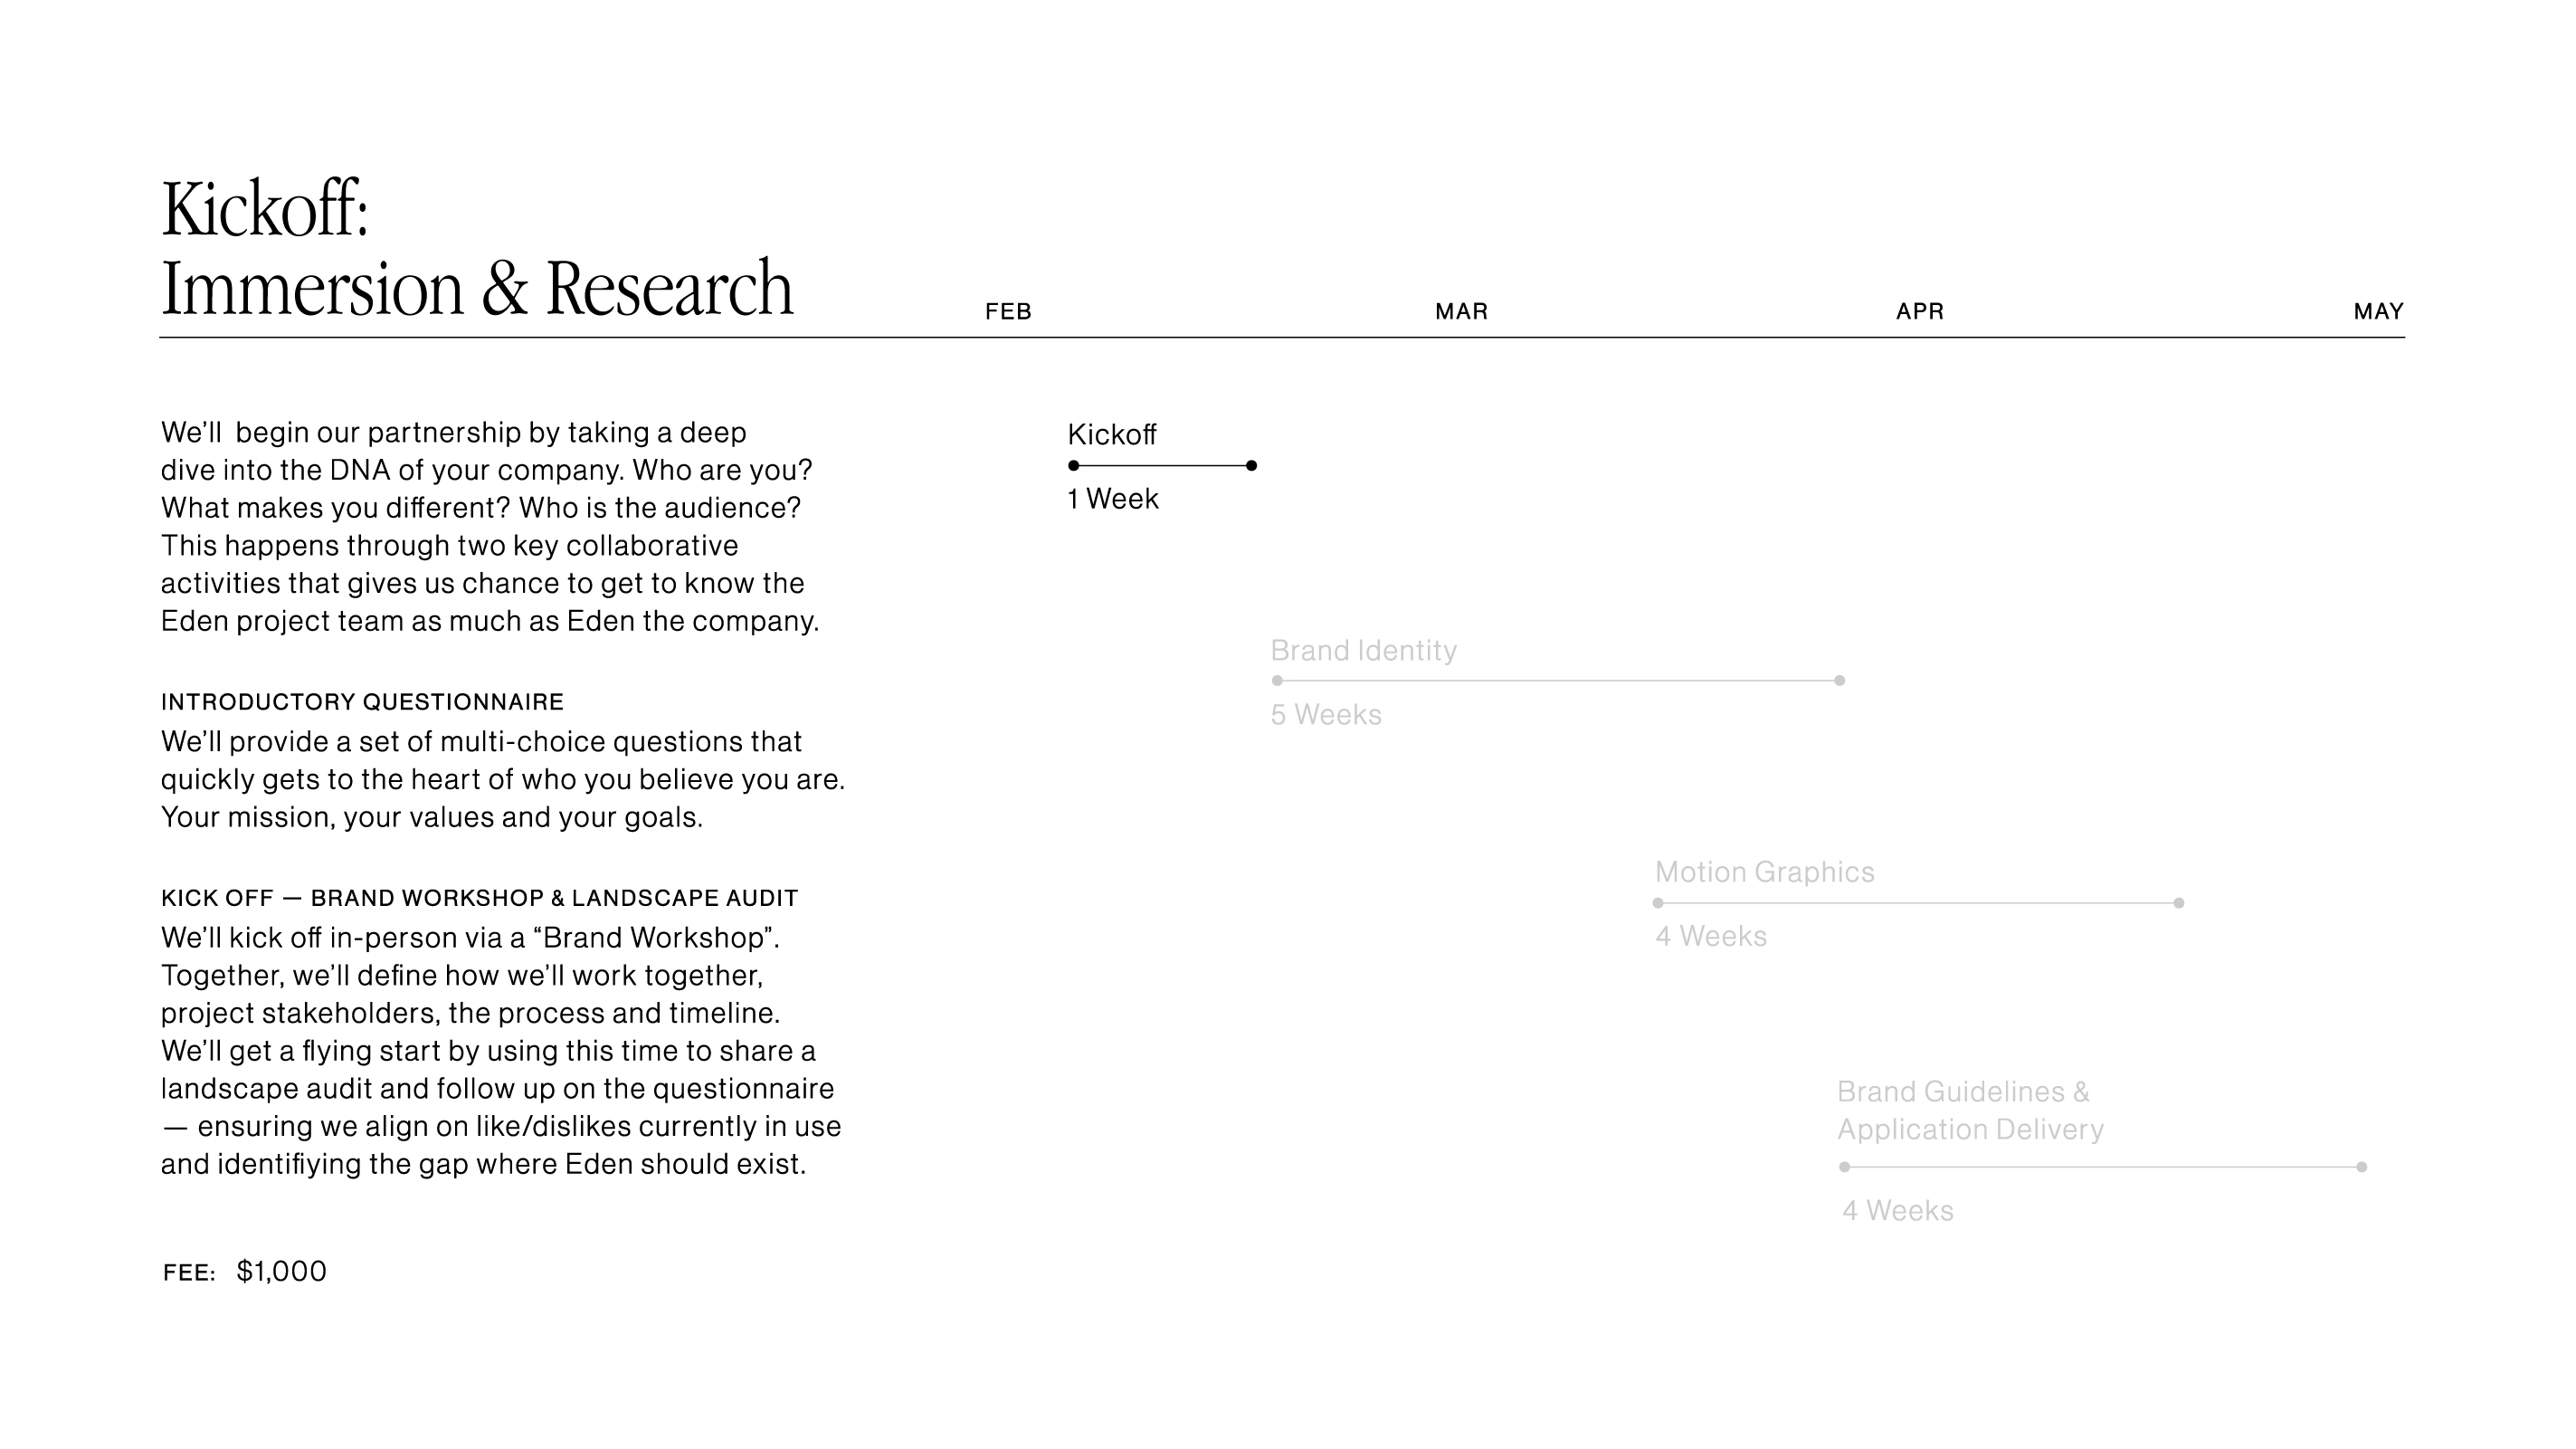 Kickoff:
Immersion & Research
FEB
MAR
APR
MAY
We’ll  begin our partnership by taking a deep
dive into the DNA of your company. Who are you?
What makes you different? Who is the audience?
This happens through two key collaborative
activities that gives us chance to get to know the
Eden project team as much as Eden the company.
INTRODUCTORY QUESTIONNAIRE
We’ll provide a set of multi-choice questions that
quickly gets to the heart of who you believe you are.
Your mission, your values and your goals.
KICK OFF — BRAND WORKSHOP & LANDSCAPE AUDIT
We’ll kick off in-person via a “Brand Workshop”.
Together, we’ll define how we’ll work together,
project stakeholders, the process and timeline.
We’ll get a flying start by using this time to share a
landscape audit and follow up on the questionnaire
— ensuring we align on like/dislikes currently in use
and identifiying the gap where Eden should exist.
FEE: $1,000
Kickoff
1 Week
Brand Identity
5 Weeks
Motion Graphics
4 Weeks
Brand Guidelines &
Application Delivery
4 Weeks